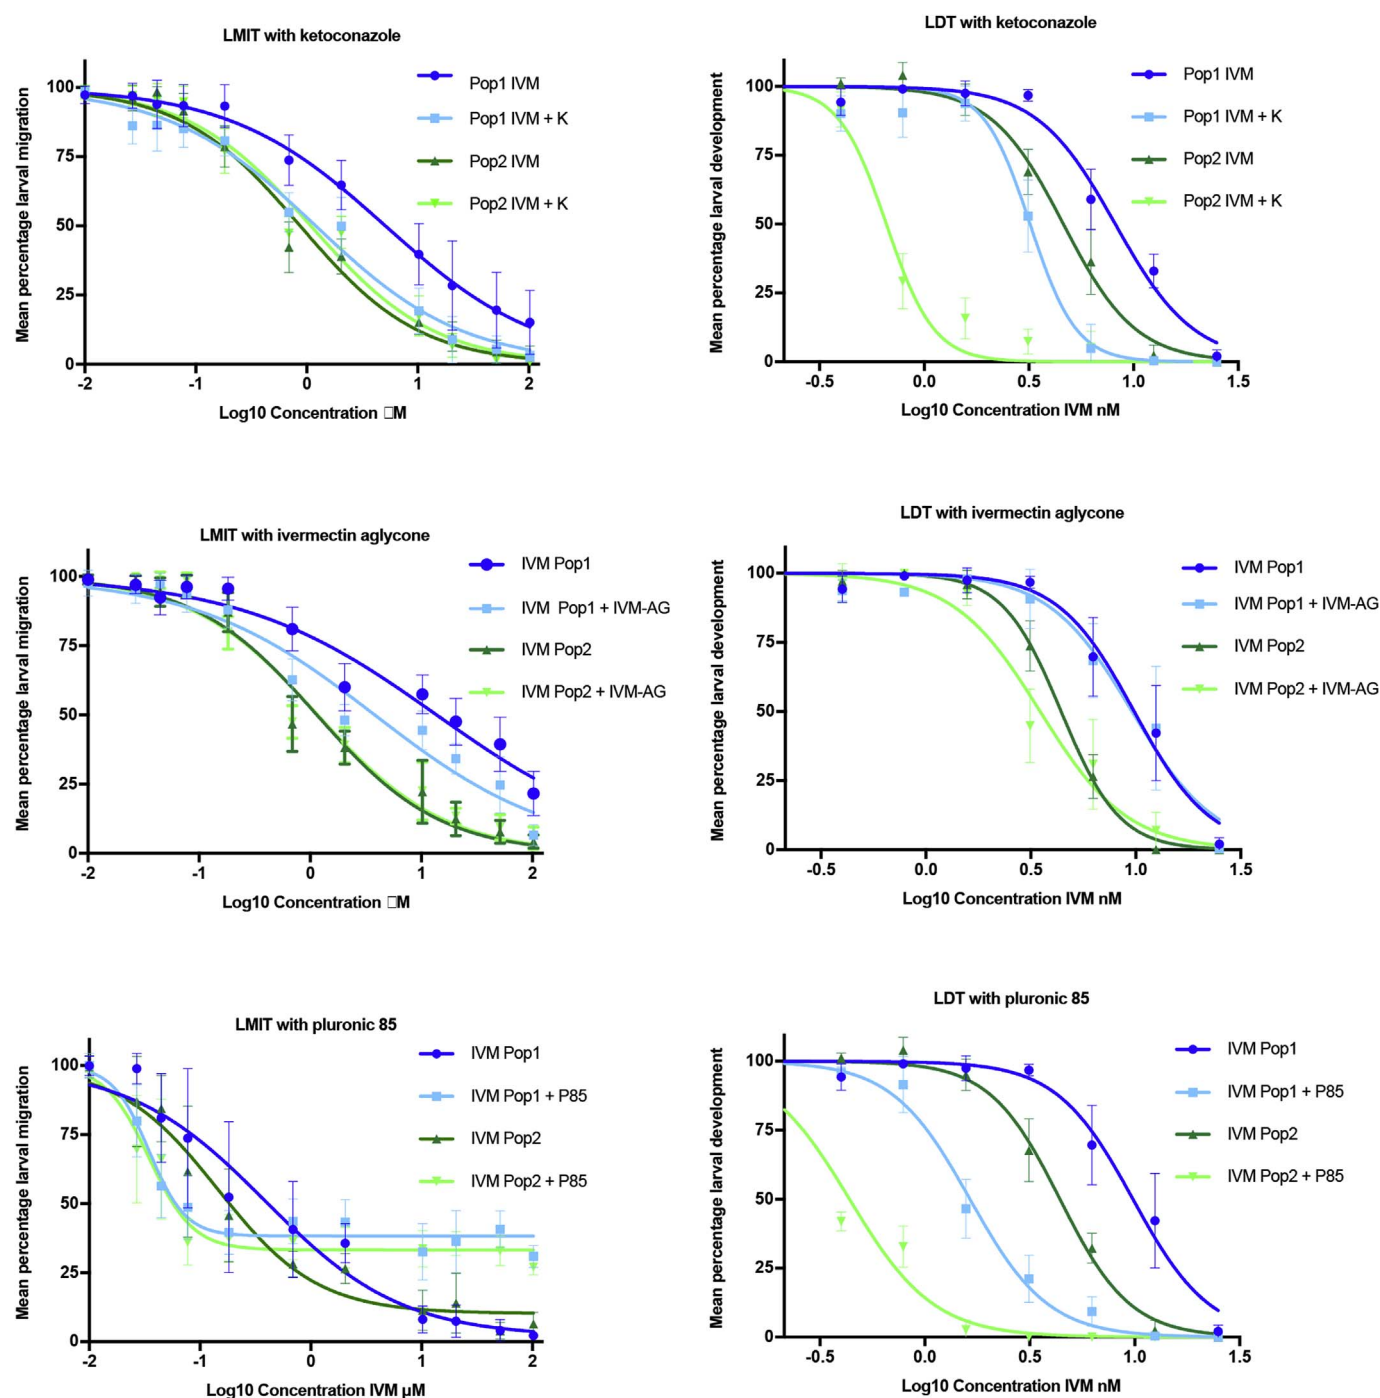 LMIT with ketoconazole
Mean percentage larval migration
100
75
50
25
0
-2
-1
0
1
2
Log10 Concentration □M
Pop1 IVM
Pop1 IVM + K
Pop2 IVM
Pop2 IVM + K
LDT with ketoconazole
Mean percentage larval development
100
75
50
25
0
-0.5
0.0
0.5
1.0
1.5
Log10 Concentration IVM nM
Pop1 IVM
Pop1 IVM + K
Pop2 IVM
Pop2 IVM + K
LMIT with ivermectin aglycone
Mean percentage larval migration
100
75
50
25
0
-2
-1
0
1
2
Log10 Concentration □M
IVM Pop1
IVM Pop1 + IVM-AG
IVM Pop2
IVM Pop2 + IVM-AG
LDT with ivermectin aglycone
Mean percentage larval development
100
75
50
25
0
-0.5
0.0
0.5
1.0
1.5
Log10 Concentration IVM nM
IVM Pop1
IVM Pop1 + IVM-AG
IVM Pop2
IVM Pop2 + IVM-AG
LMIT with pluronic 85
Mean percentage larval migration
100
75
50
25
0
-2
-1
0
1
2
Log10 Concentration IVM µM
IVM Pop1
IVM Pop1 + P85
IVM Pop2
IVM Pop2 + P85
LDT with pluronic 85
Mean percentage larval development
100
75
50
25
0
-0.5
0.0
0.5
1.0
1.5
Log10 Concentration IVM nM
IVM Pop1
IVM Pop1 + P85
IVM Pop2
IVM Pop2 + P85